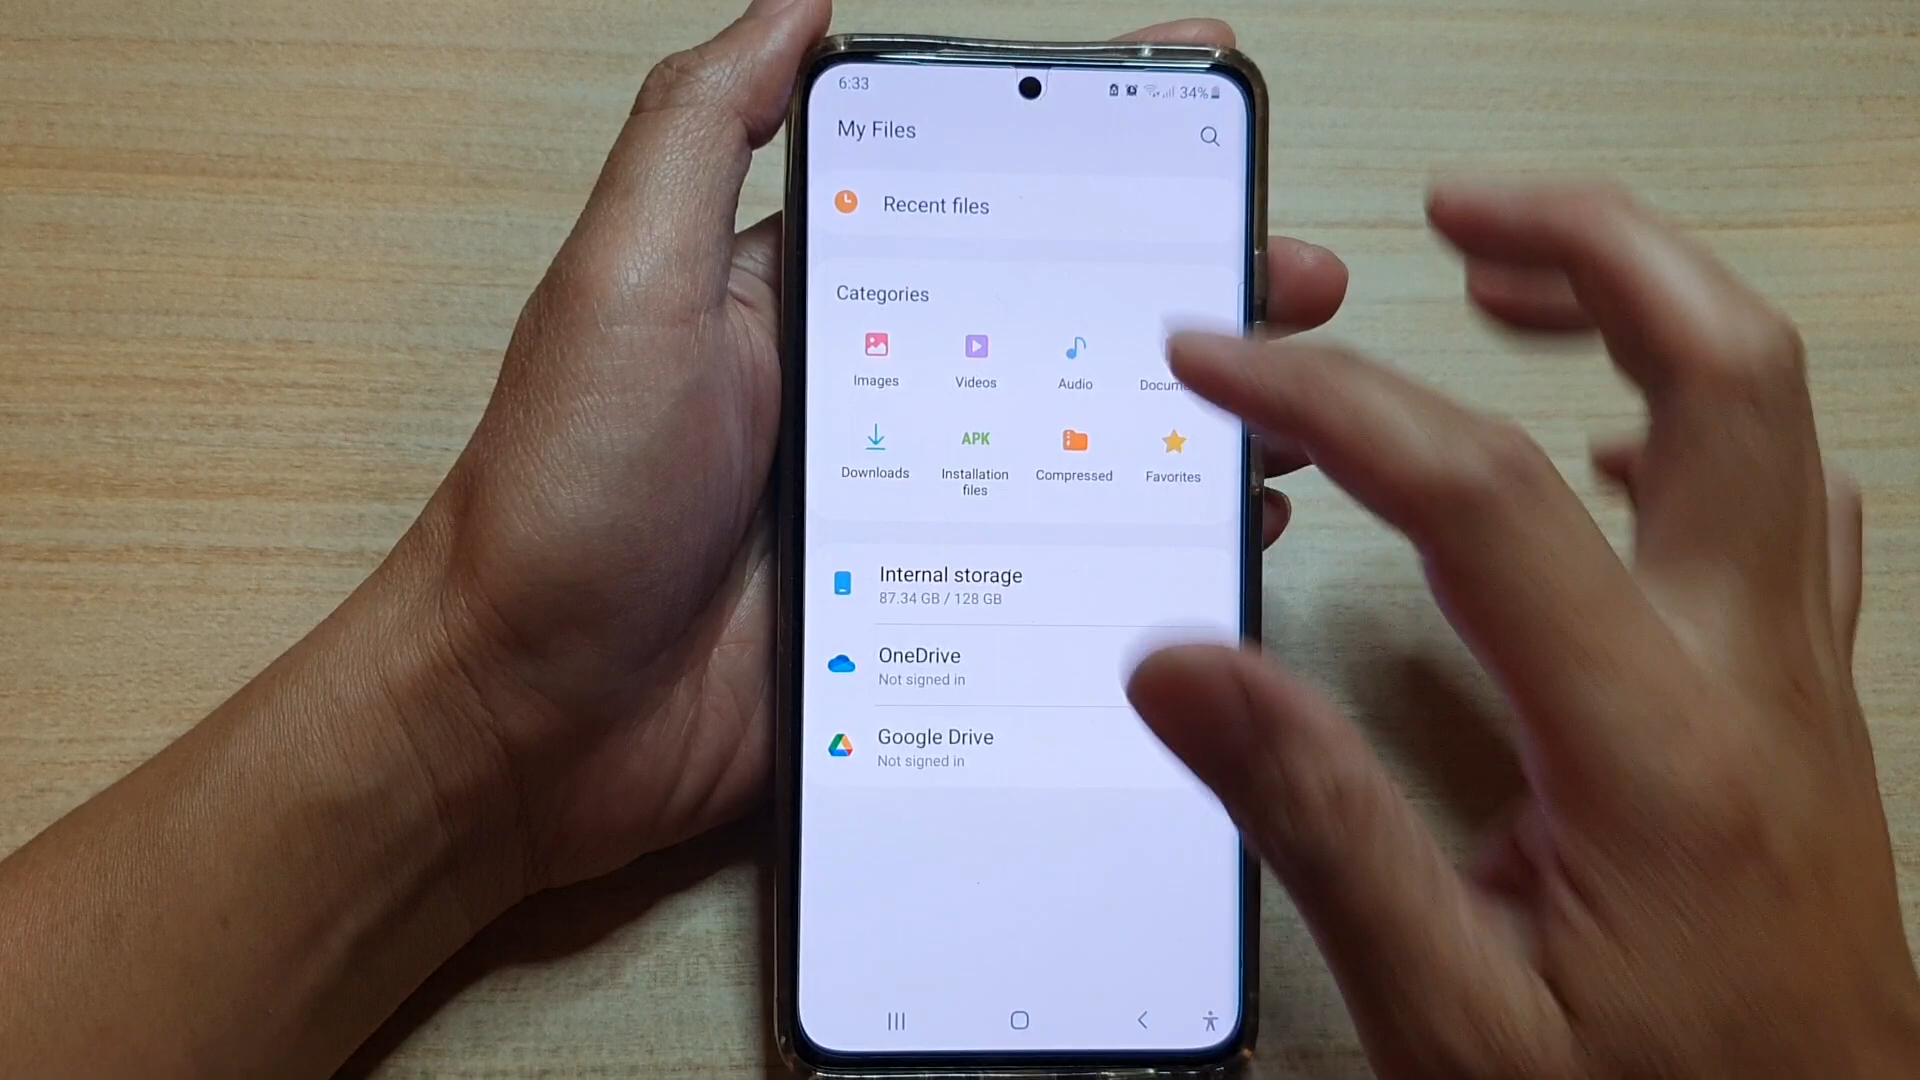 6:33
34%
My Files
Recent files
Categories
Images
Videos
Audio
Docum
Downloads
APK
Installation
files
Compressed
Favorites
Internal storage
87.34 GB / 128 GB
OneDrive
Not signed in
Google Drive
Not signed in